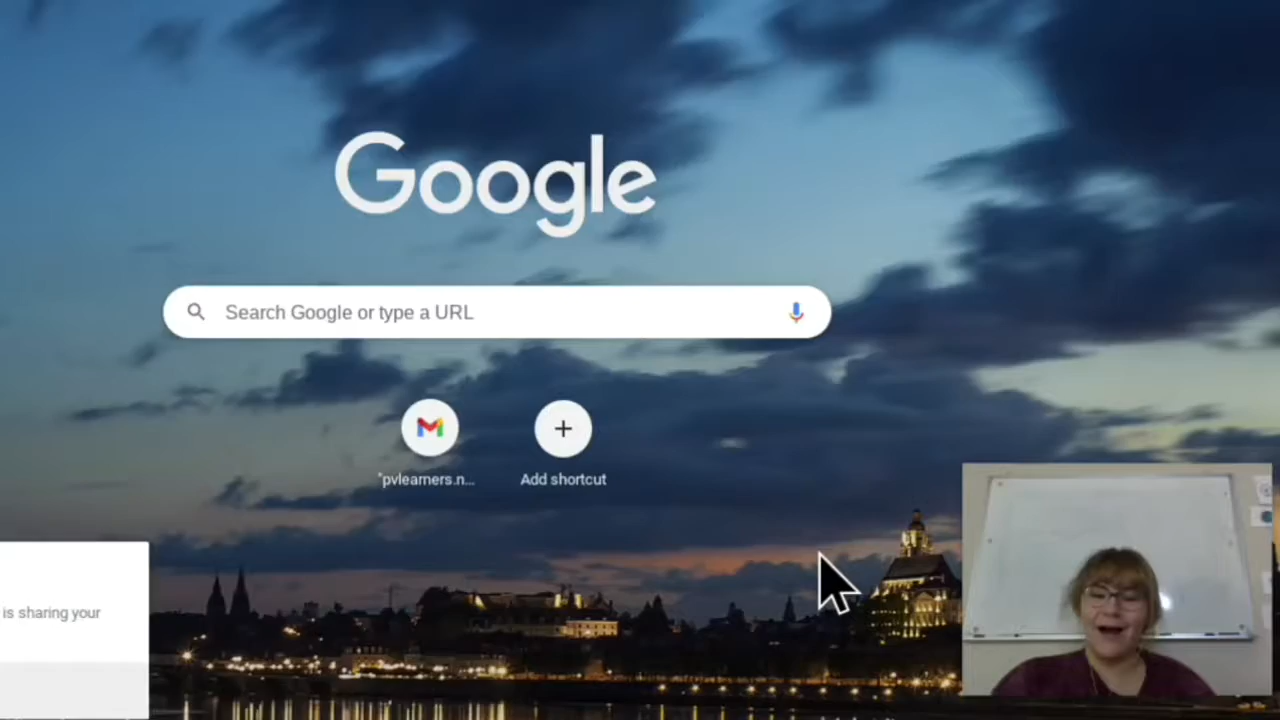 Google
Search Google or type a URL
"pvlearners.n...
Add shortcut
is sharing your